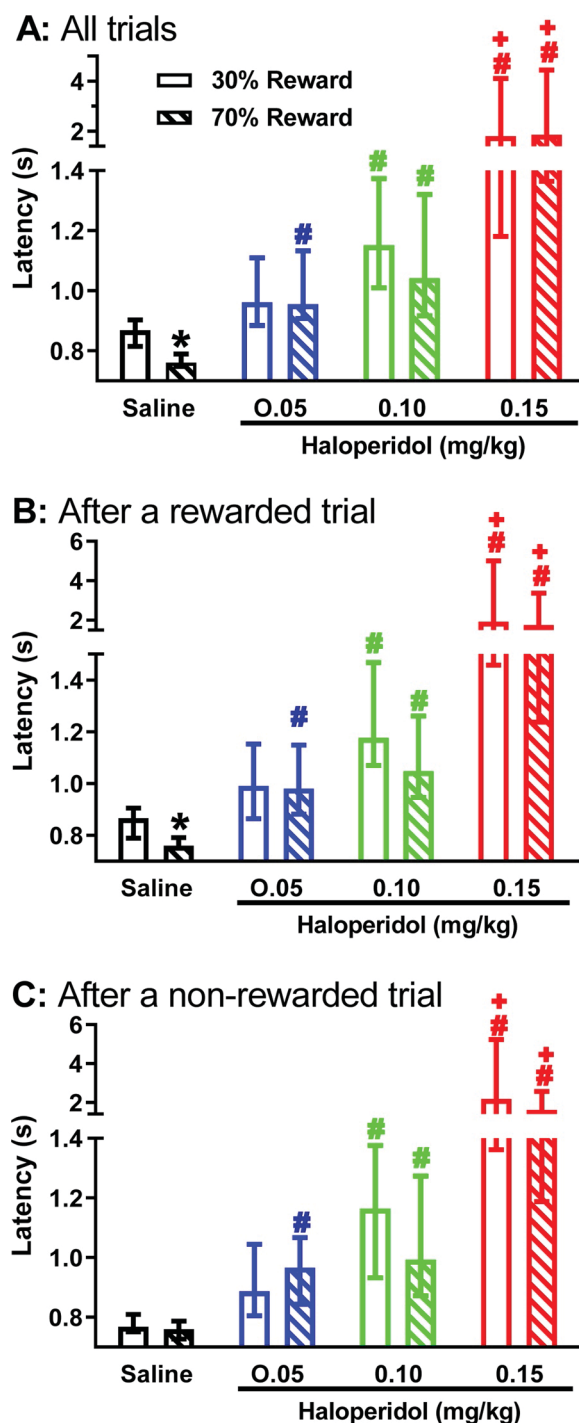 A: All trials
30% Reward
70% Reward
Latency (s)
4
2
1.4
1.2
1.0
0.8
+ +
# #
# #
#
*
Saline O.05 0.10 0.15
Haloperidol (mg/kg)
B: After a rewarded trial
Latency (s)
6
4
2
1.4
1.2
1.0
0.8
+ +
# #
# #
#
*
Saline O.05 0.10 0.15
Haloperidol (mg/kg)
C: After a non-rewarded trial
Latency (s)
6
4
2
1.4
1.2
1.0
0.8
+ +
# #
# #
#
Saline O.05 0.10 0.15
Haloperidol (mg/kg)